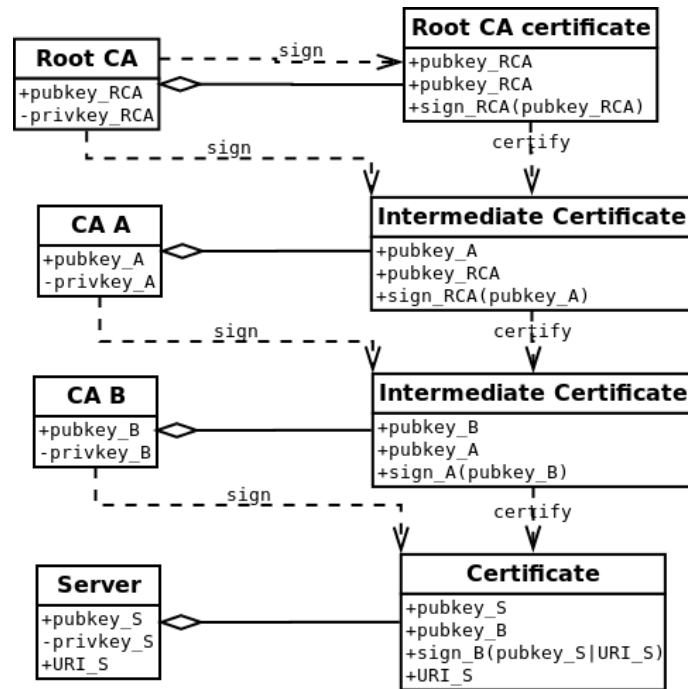 Root CA
+pubkey_RCA
-privkey_RCA
sign
Root CA certificate
+pubkey_RCA
+pubkey_RCA
+sign_RCA(pubkey_RCA)
sign
certify
CA A
+pubkey_A
-privkey_A
Intermediate Certificate
+pubkey_A
+pubkey_RCA
+sign_RCA(pubkey_A)
sign
certify
CA B
+pubkey_B
-privkey_B
Intermediate Certificate
+pubkey_B
+pubkey_A
+sign_A(pubkey_B)
sign
certify
Server
+pubkey_S
-privkey_S
+URI_S
Certificate
+pubkey_S
+pubkey_B
+sign_B(pubkey_S|URI_S)
+URI_S